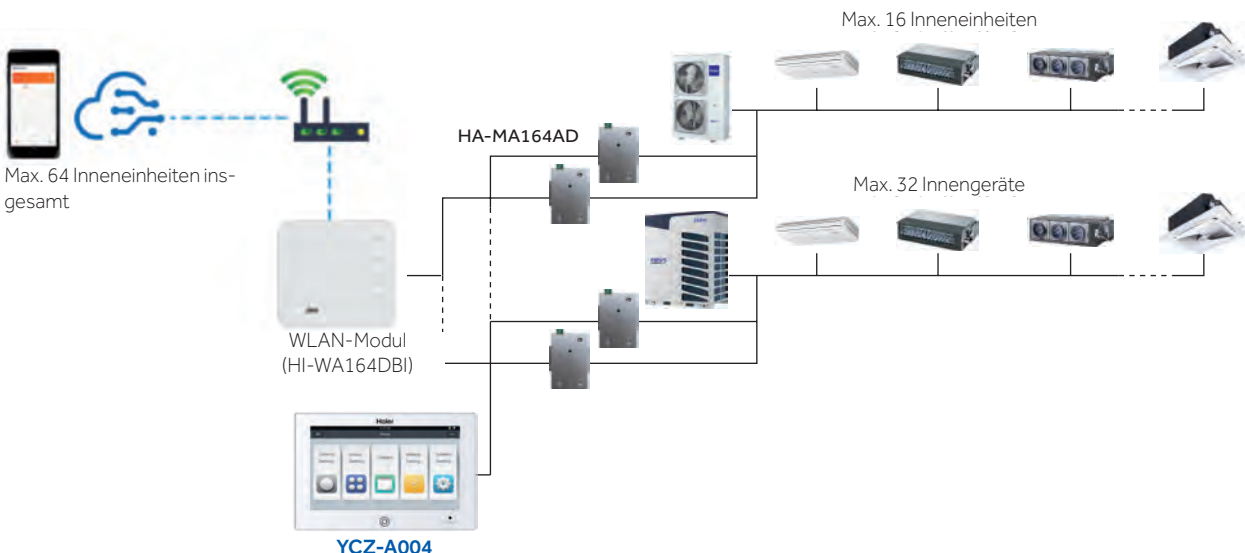 Max. 16 Inneneinheiten
HA-MA164AD
Max. 64 Inneneinheiten ins-
gesamt
Max. 32 Innengeräte
WLAN-Modul
(HI-WA164DBI)
Haier
YCZ-A004